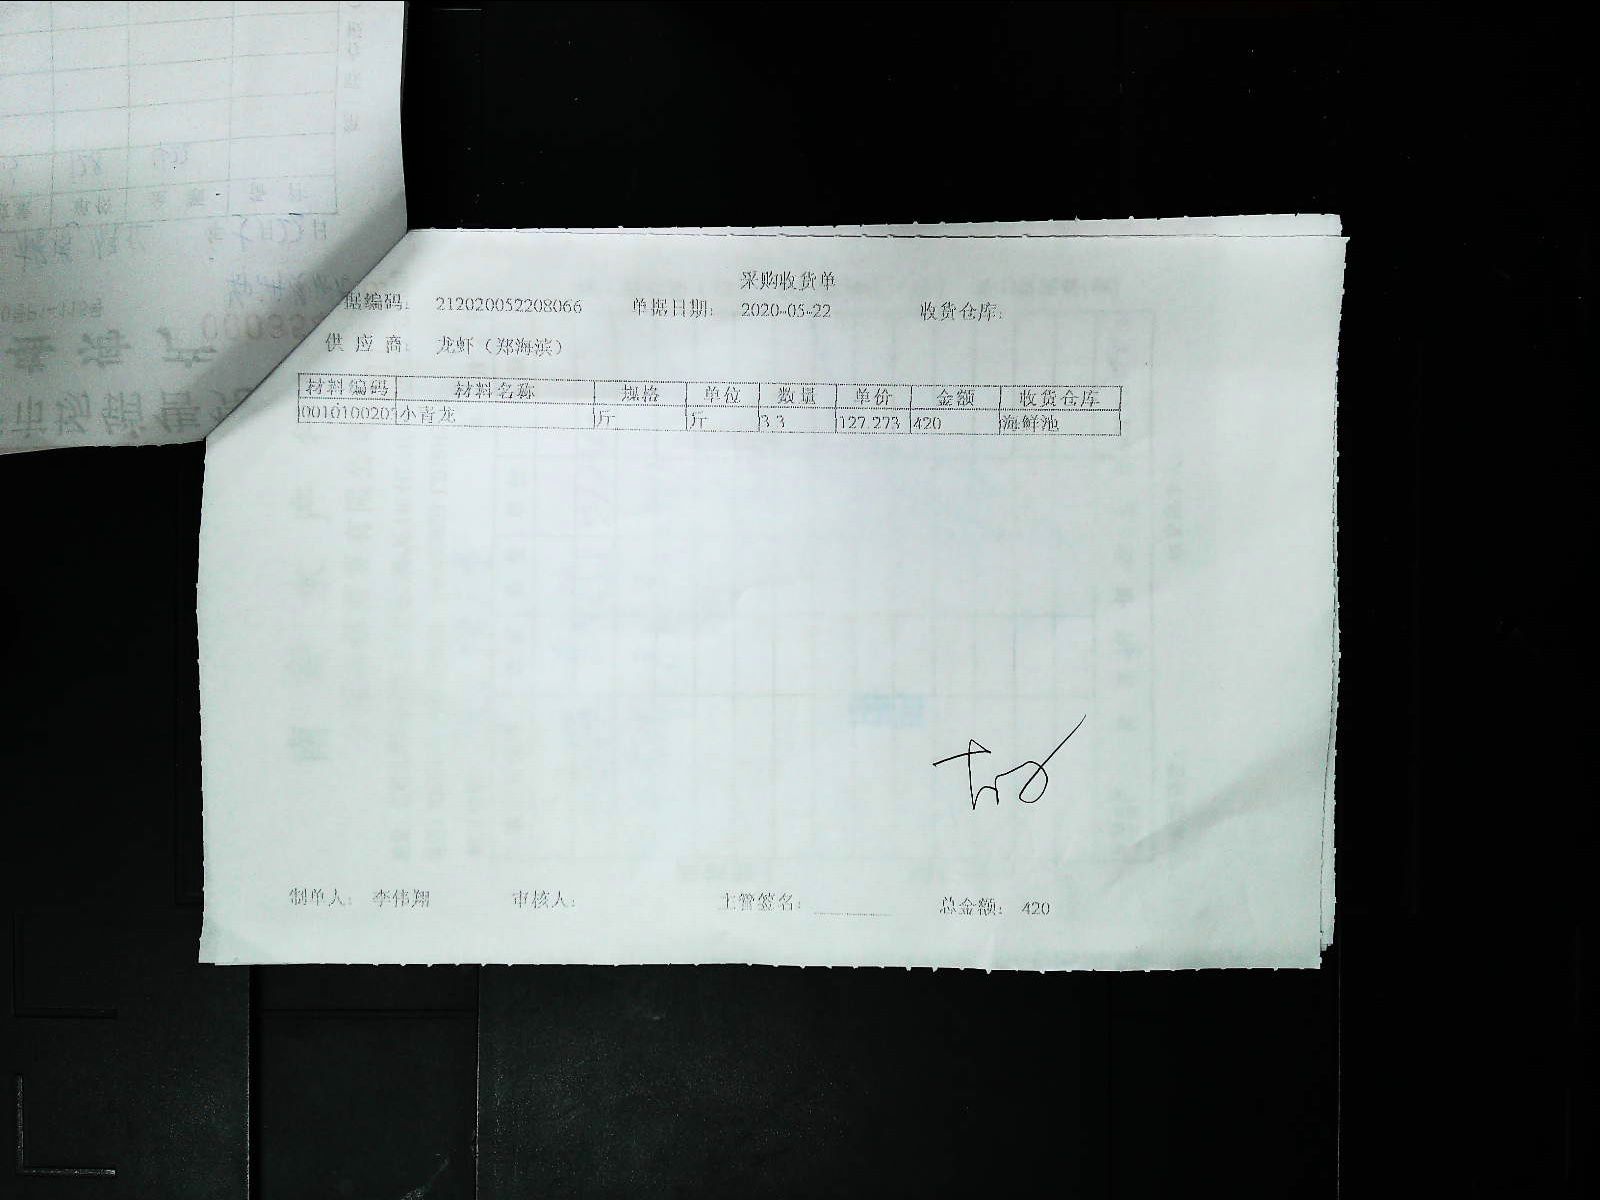 采购收货单
据编码: 212020052208066 单据日期: 2020-05-22 收货仓库:
供应商: 龙虾（郑海滨）
材料编码 材料名称 规格 单位 数量 单价 金额 收货仓库
001010020 小青龙 斤 斤 3.3 127.273 420 海鲜池
制单人: 李伟翔 审核人: 主管签名: 总金额: 420